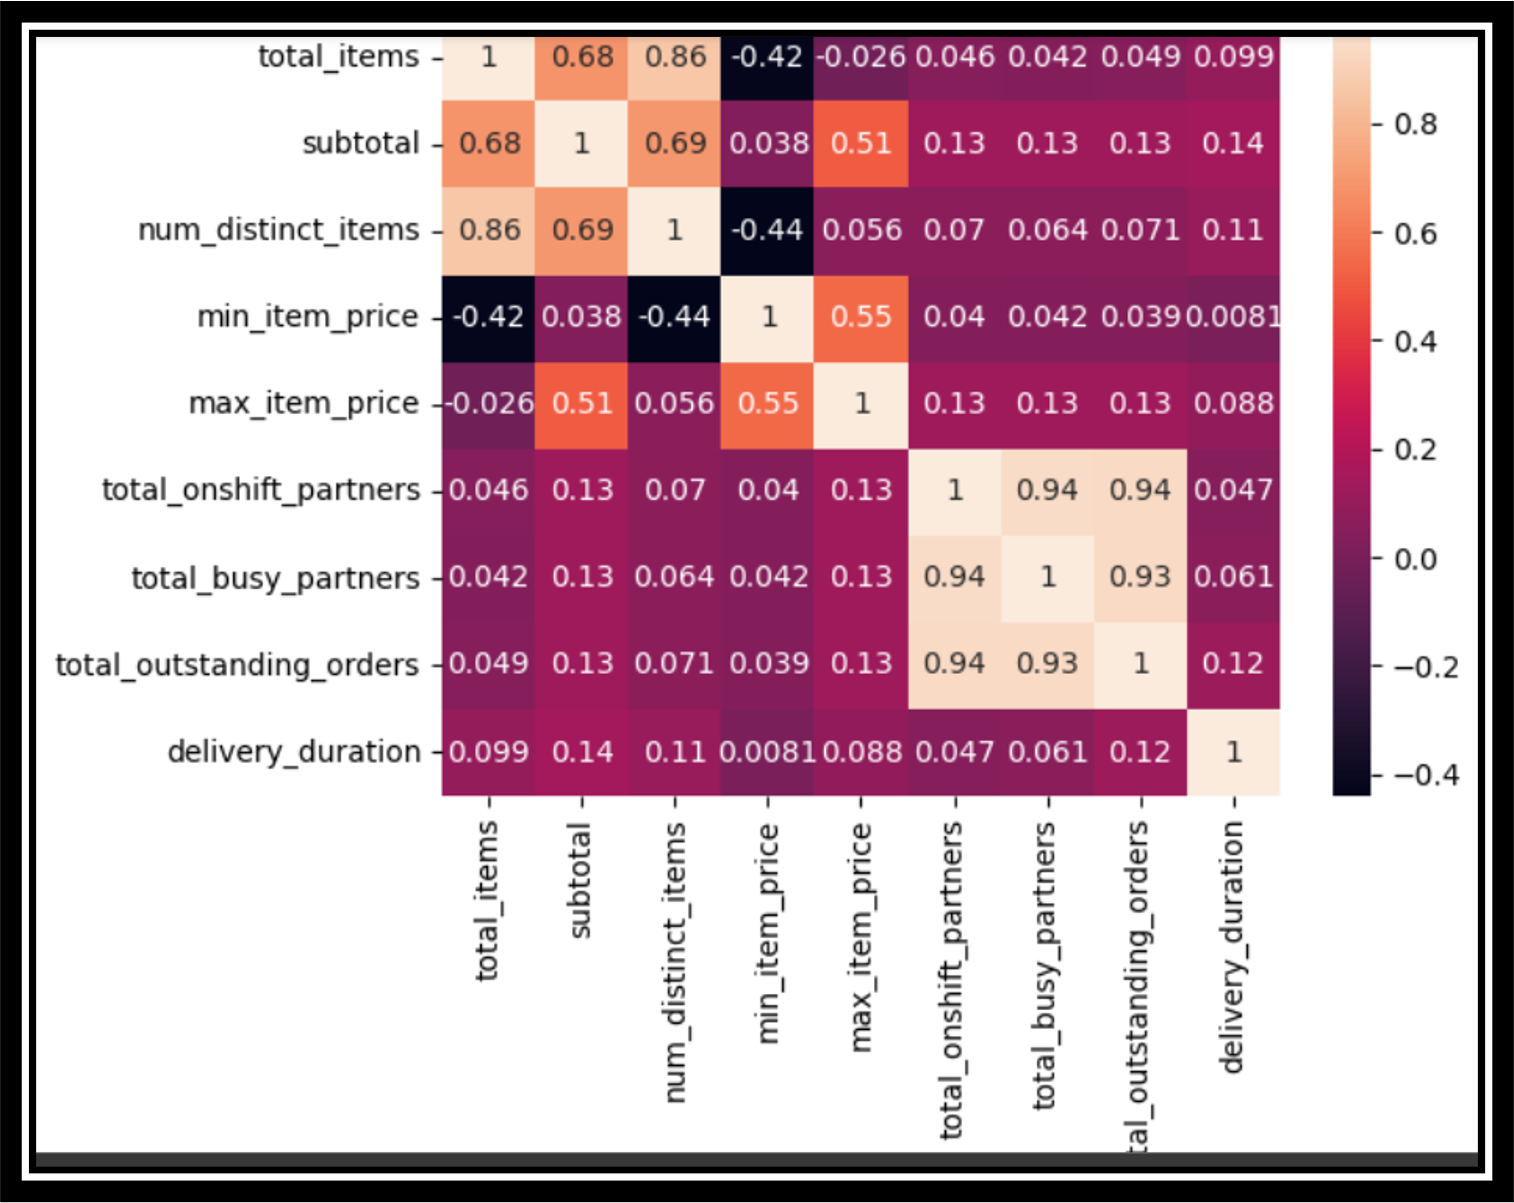 total_items 1 0.68 0.86 -0.42 -0.026 0.046 0.042 0.049 0.099
0.8
subtotal 0.68 1 0.69 0.038 0.51 0.13 0.13 0.13 0.14
0.6
num_distinct_items 0.86 0.69 1 -0.44 0.056 0.07 0.064 0.071 0.11
min_item_price -0.42 0.038 -0.44 1 0.55 0.04 0.042 0.039 0.0081
0.4
max_item_price -0.026 0.51 0.056 0.55 1 0.13 0.13 0.13 0.088
0.2
total_onshift_partners 0.046 0.13 0.07 0.04 0.13 1 0.94 0.94 0.047
0.0
total_busy_partners 0.042 0.13 0.064 0.042 0.13 0.94 1 0.93 0.061
total_outstanding_orders 0.049 0.13 0.071 0.039 0.13 0.94 0.93 1 0.12
−0.2
delivery_duration 0.099 0.14 0.11 0.0081 0.088 0.047 0.061 0.12 1
−0.4
total_items
subtotal
num_distinct_items
min_item_price
max_item_price
total_onshift_partners
total_busy_partners
tal_outstanding_orders
delivery_duration